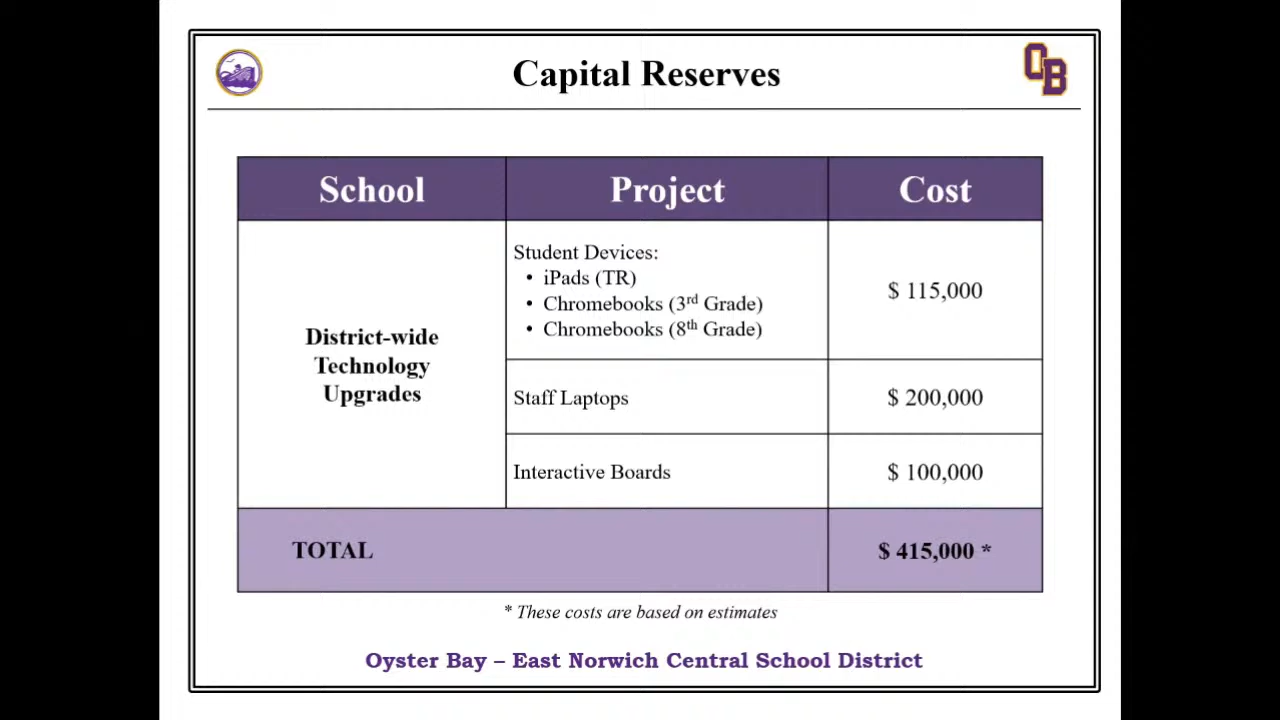 Capital Reserves
OB
School Project Cost
District-wide
Technology
Upgrades
Student Devices:
• iPads (TR)
• Chromebooks (3rd Grade)
• Chromebooks (8th Grade)
$ 115,000
Staff Laptops
$ 200,000
Interactive Boards
$ 100,000
TOTAL $ 415,000 *
* These costs are based on estimates
Oyster Bay – East Norwich Central School District